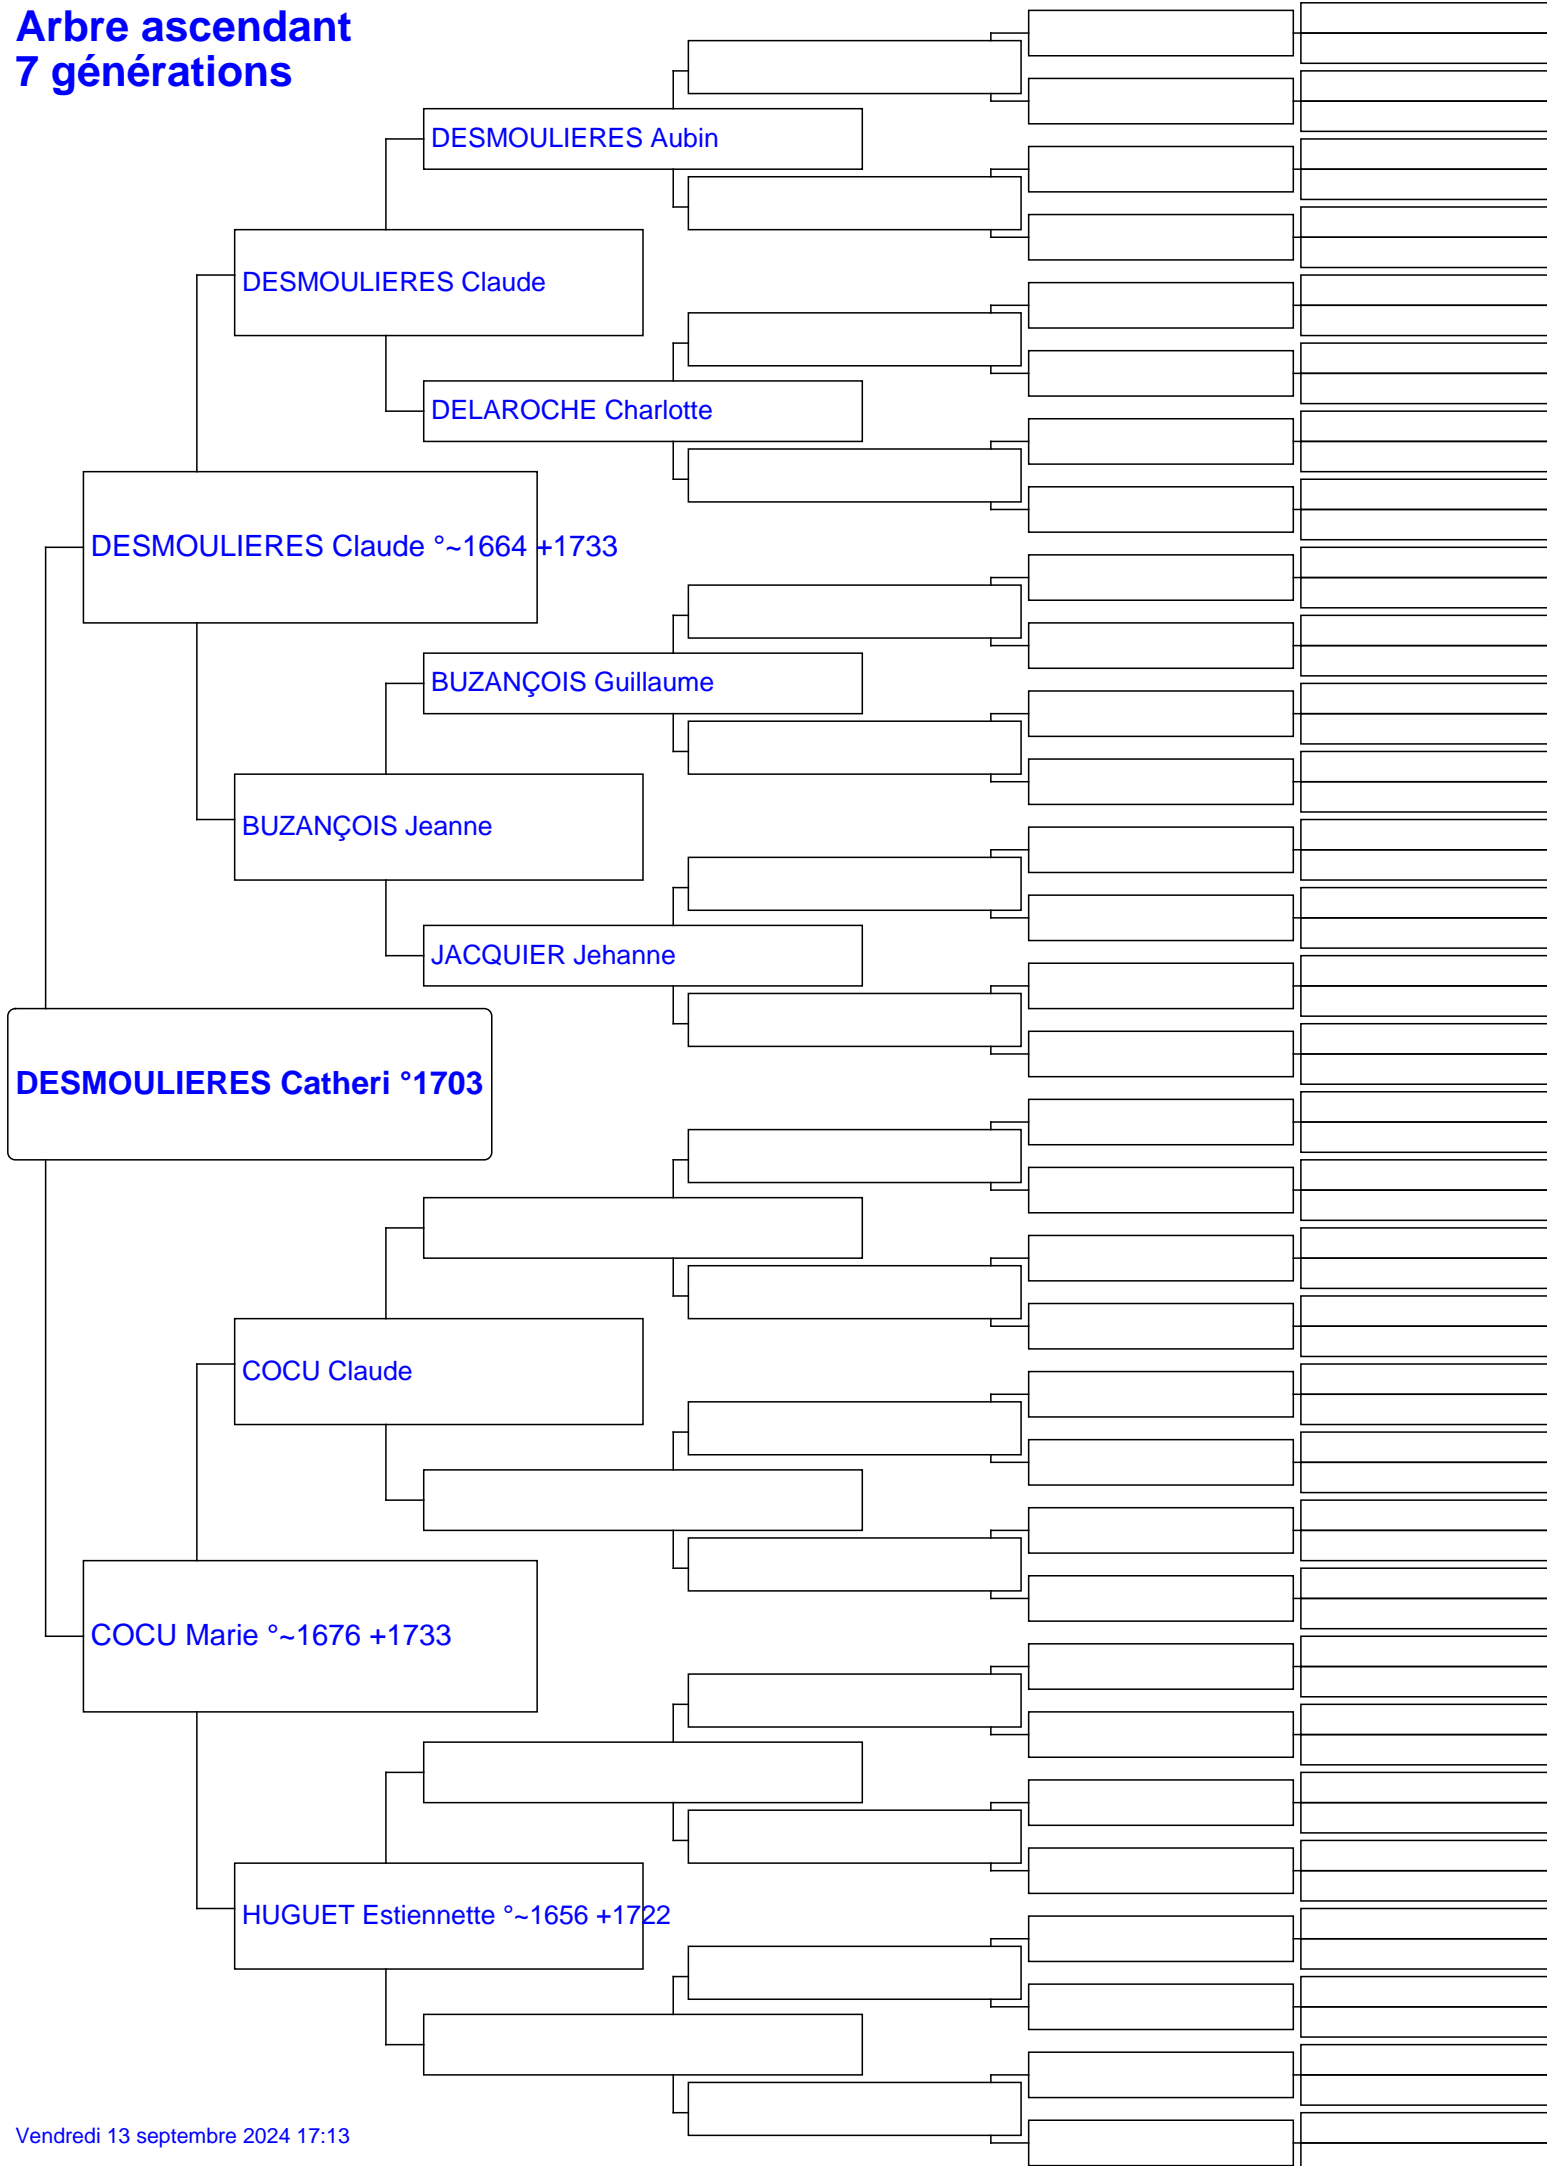 Arbre ascendant
7 générations
DESMOULIERES Aubin
DESMOULIERES Claude
DELAROCHE Charlotte
DESMOULIERES Claude °~1664 +1733
BUZANÇOIS Guillaume
BUZANÇOIS Jeanne
JACQUIER Jehanne
DESMOULIERES Catheri °1703
COCU Claude
COCU Marie °~1676 +1733
HUGUET Estiennette °~1656 +1722
Vendredi 13 septembre 2024 17:13